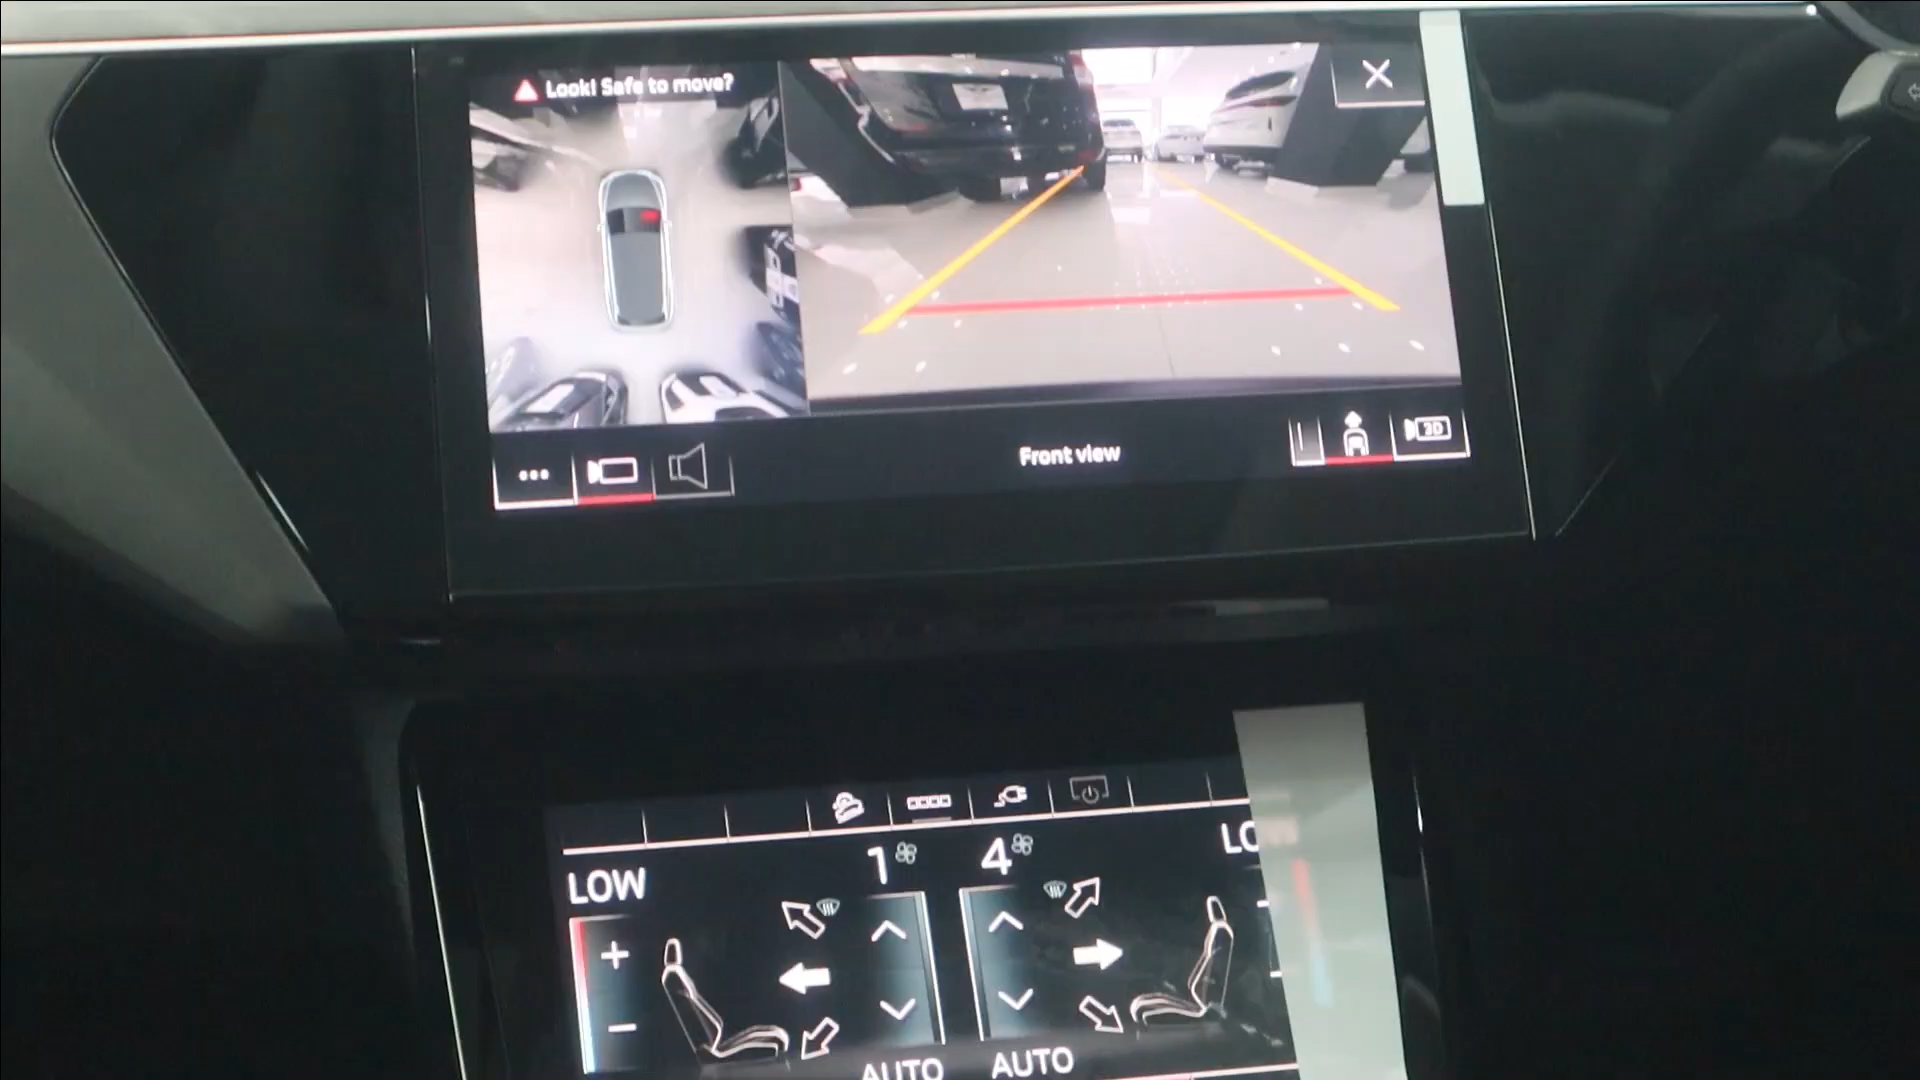 Look! Safe to move?
Front view
3D
1 4
LOW
AUTO AUTO